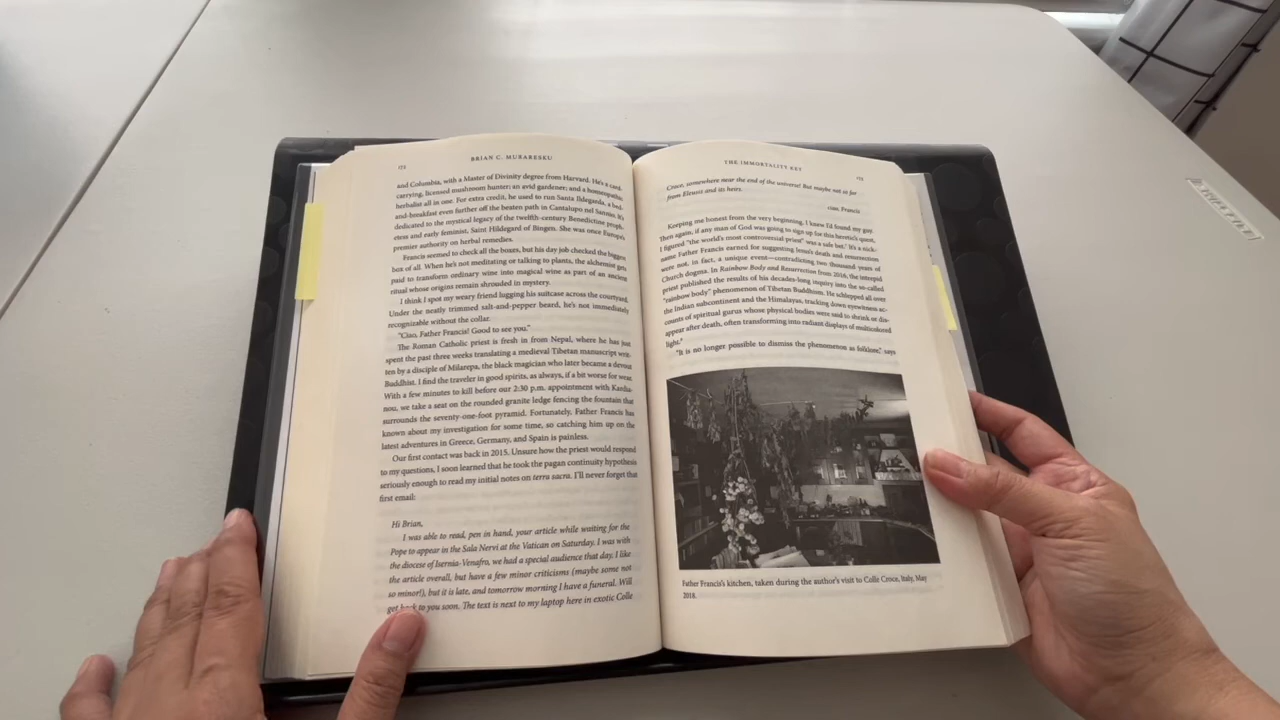 BRIAN C. MURARESKU
and Columbia, with a Master of Divinity degree from Harvard. He's a card-
carrying, licensed mushroom hunter; an avid gardener; and a homeopathic
herbalist all in one. For extra credit, he used to run Santa Ildegarda, a bed-
and-breakfast even further off the beaten path in Cantalupo nel Sannio. It's
dedicated to the mystical legacy of the twelfth-century Benedictine proph-
etess and early feminist, Saint Hildegard of Bingen. She was once Europe's
premier authority on herbal remedies.
Francis seemed to check all the boxes, but his day job checked the biggest
box of all. When he's not meditating or talking to plants, the alchemist gets
paid to transform ordinary wine into magical wine as part of an ancient
ritual whose origins remain shrouded in mystery.
I think I spot my weary friend lugging his suitcase across the courtyard.
Under the neatly trimmed salt-and-pepper beard, he's not immediately
recognizable without the collar.
"Ciao, Father Francis! Good to see you."
The Roman Catholic priest is fresh in from Nepal, where he has just
spent the past three weeks translating a medieval Tibetan manuscript writ-
ten by a disciple of Milarepa, the black magician who later became a devout
Buddhist. I find the traveler in good spirits, as always, if a bit worse for wear.
With a few minutes to kill before our 2:30 p.m. appointment with Kardia-
nou, we take a seat on the rounded granite ledge fencing the fountain that
surrounds the seventy-one-foot pyramid. Fortunately, Father Francis has
known about my investigation for some time, so catching him up on the
latest adventures in Greece, Germany, and Spain is painless.
Our first contact was back in 2015. Unsure how the priest would respond
to my questions, I soon learned that he took the pagan continuity hypothesis
seriously enough to read my initial notes on terra sacra. I'll never forget that
first email:
Hi Brian,
I was able to read, pen in hand, your article while waiting for the
Pope to appear in the Sala Nervi at the Vatican on Saturday. I was with
the diocese of Isernia-Venafro, we had a special audience that day. I like
the article overall, but have a few minor criticisms (maybe some not
so minor!), but it is late, and tomorrow morning I have a funeral. Will
get back to you soon. The text is next to my laptop here in exotic Colle
THE IMMORTALITY KEY
Croce, somewhere near the end of the universe! But maybe not so far
from Eleusis and its heirs.
ciao, Francis
Keeping me honest from the very beginning, I knew I'd found my guy.
Then again, if any man of God was going to sign up for this heretic's quest,
I figured "the world's most controversial priest" was a safe bet. It's a nick-
name Father Francis earned for suggesting Jesus's death and resurrection
were not, in fact, a unique event—contradicting two thousand years of
Church dogma. In Rainbow Body and Resurrection from 2016, the intrepid
priest published the results of his decades-long inquiry into the so-called
"rainbow body" phenomenon of Tibetan Buddhism. He schlepped all over
the Indian subcontinent and the Himalayas, tracking down eyewitness ac-
counts of spiritual gurus whose physical bodies were said to shrink or dis-
appear after death, often transforming into radiant displays of multicolored
light.
"It is no longer possible to dismiss the phenomenon as folklore," says
Father Francis's kitchen, taken during the author's visit to Colle Croce, Italy, May
2018.